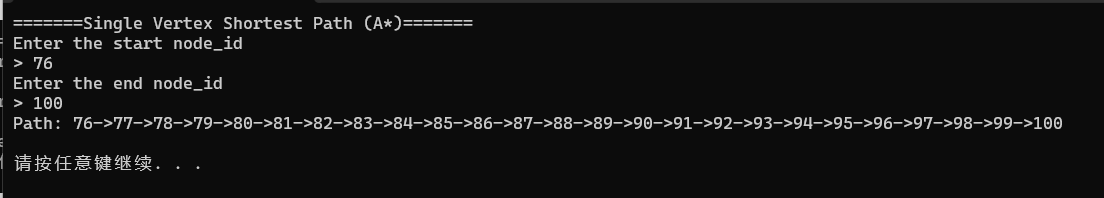 =======Single Vertex Shortest Path (A*)=======
Enter the start node_id
> 76
Enter the end node_id
> 100
Path: 76->77->78->79->80->81->82->83->84->85->86->87->88->89->90->91->92->93->94->95->96->97->98->99->100
请按任意键继续. . .